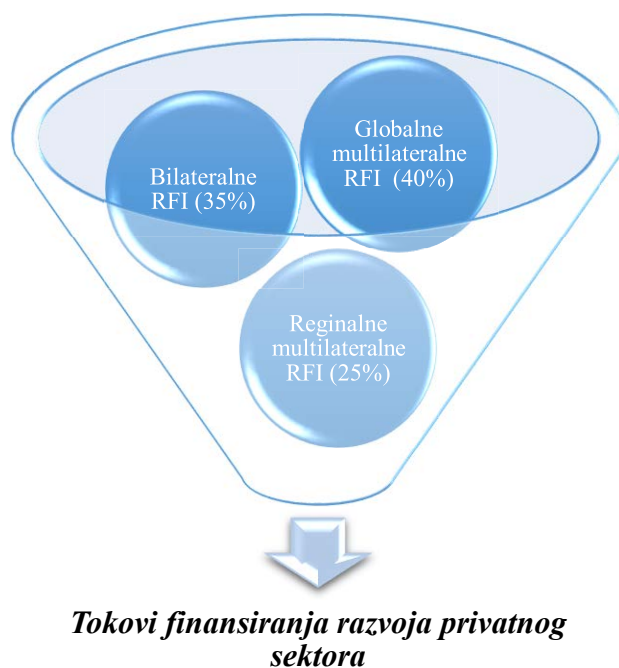 Bilateralne
RFI (35%)
Globalne
multilateralne
RFI (40%)
Reginalne
multilateralne
RFI (25%)
Tokovi finansiranja razvoja privatnog
sektora